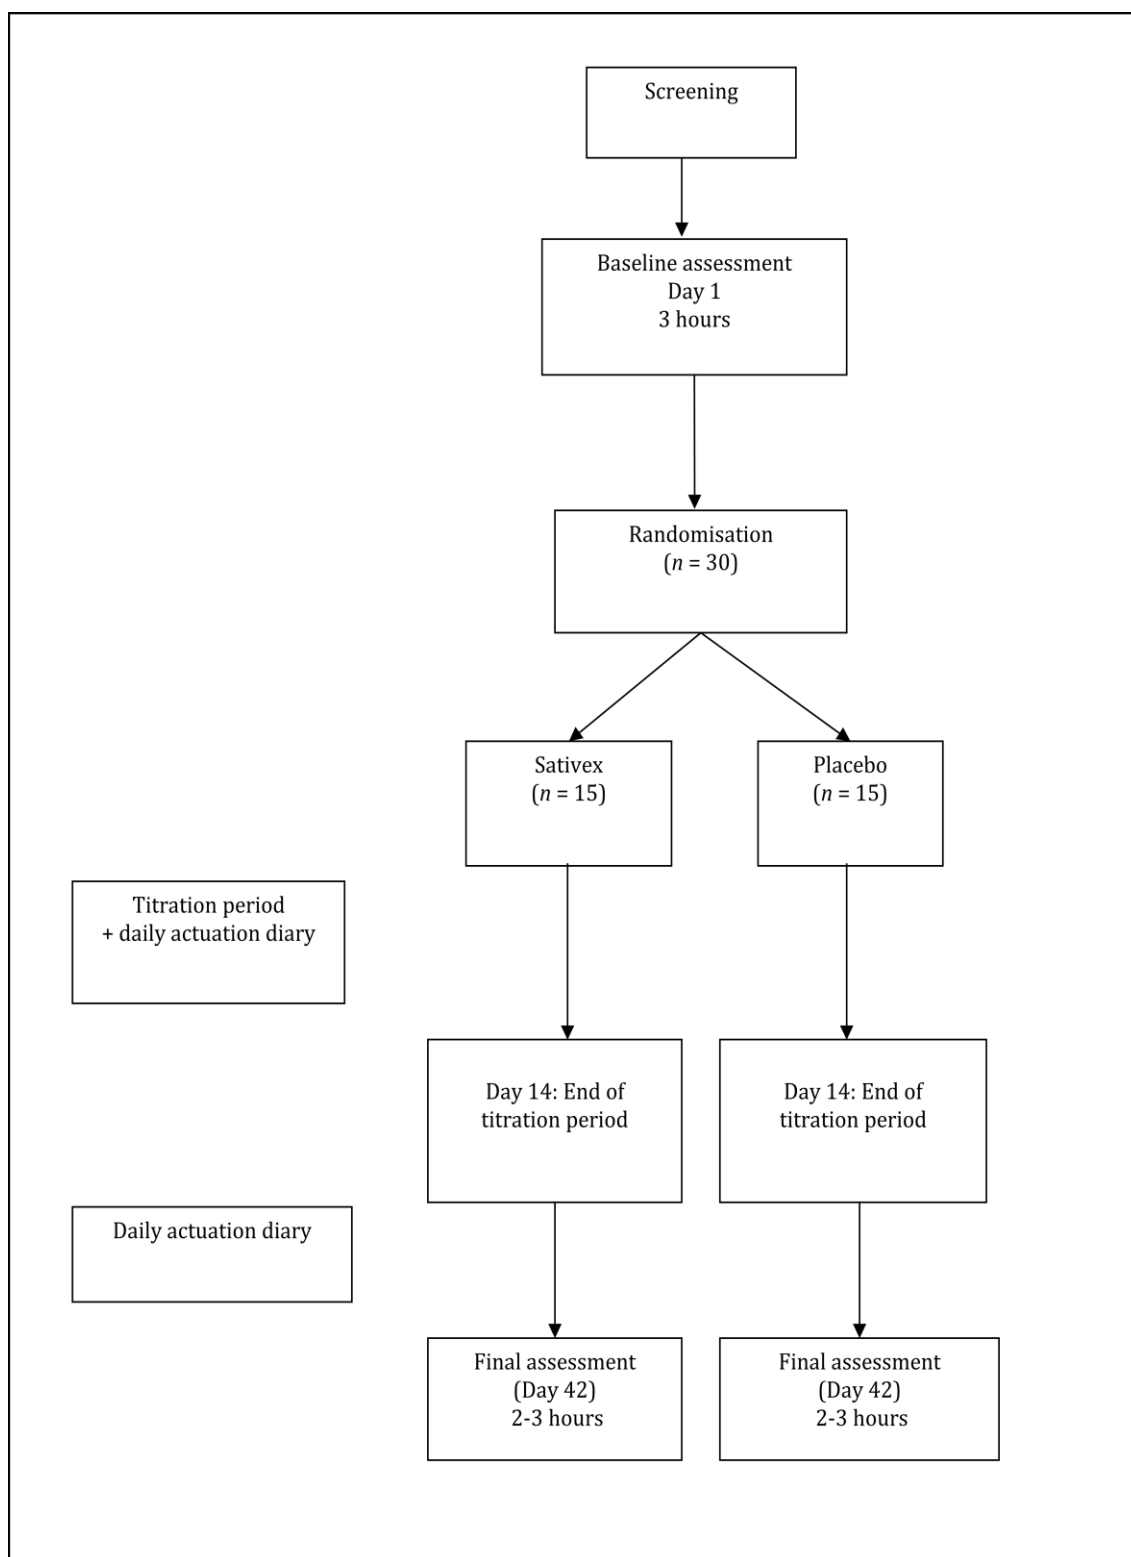 Screening
Baseline assessment
Day 1
3 hours
Randomisation
(n = 30)
Sativex
(n = 15)
Placebo
(n = 15)
Titration period
+ daily actuation diary
Day 14: End of
titration period
Day 14: End of
titration period
Daily actuation diary
Final assessment
(Day 42)
2-3 hours
Final assessment
(Day 42)
2-3 hours